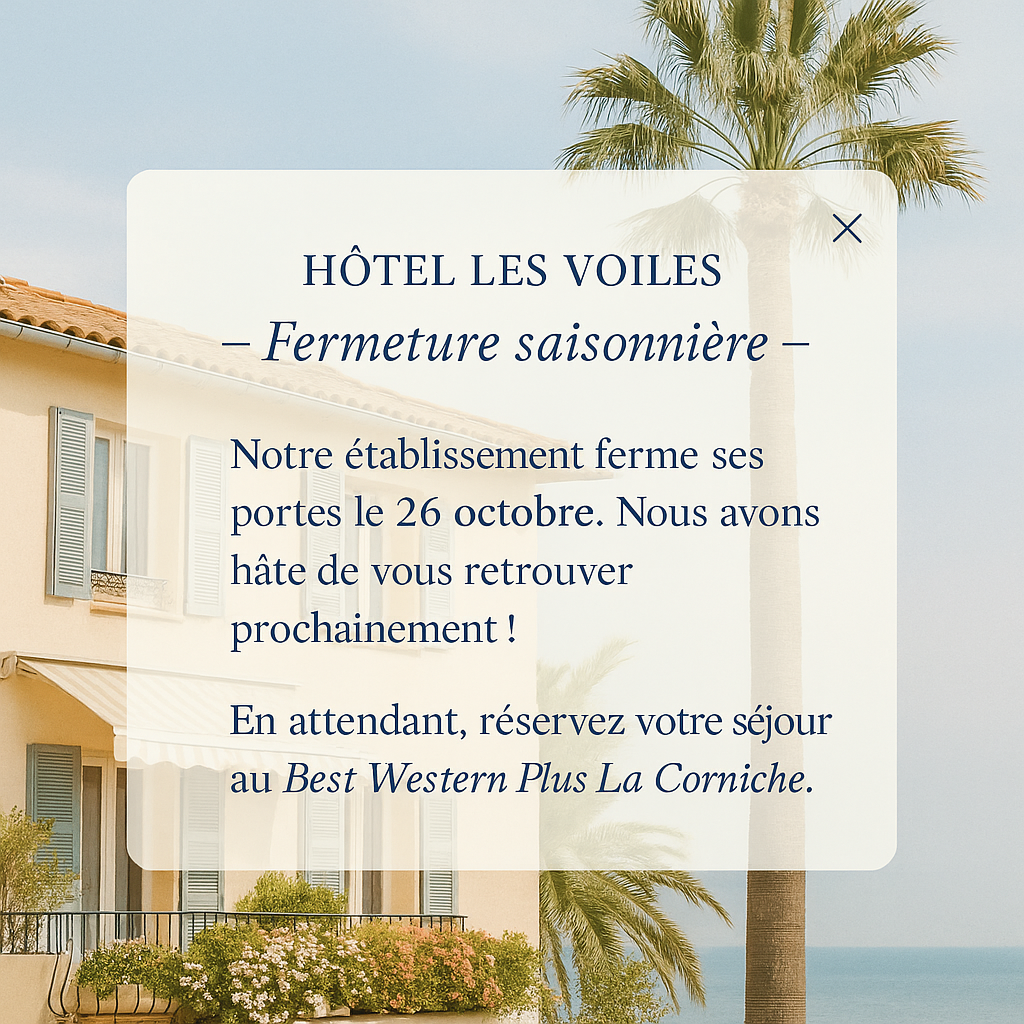 HÔTEL LES VOILES
– Fermeture saisonnière –
Notre établissement ferme ses
portes le 26 octobre. Nous avons
hâte de vous retrouver
prochainement !
En attendant, réservez votre séjour
au Best Western Plus La Corniche.